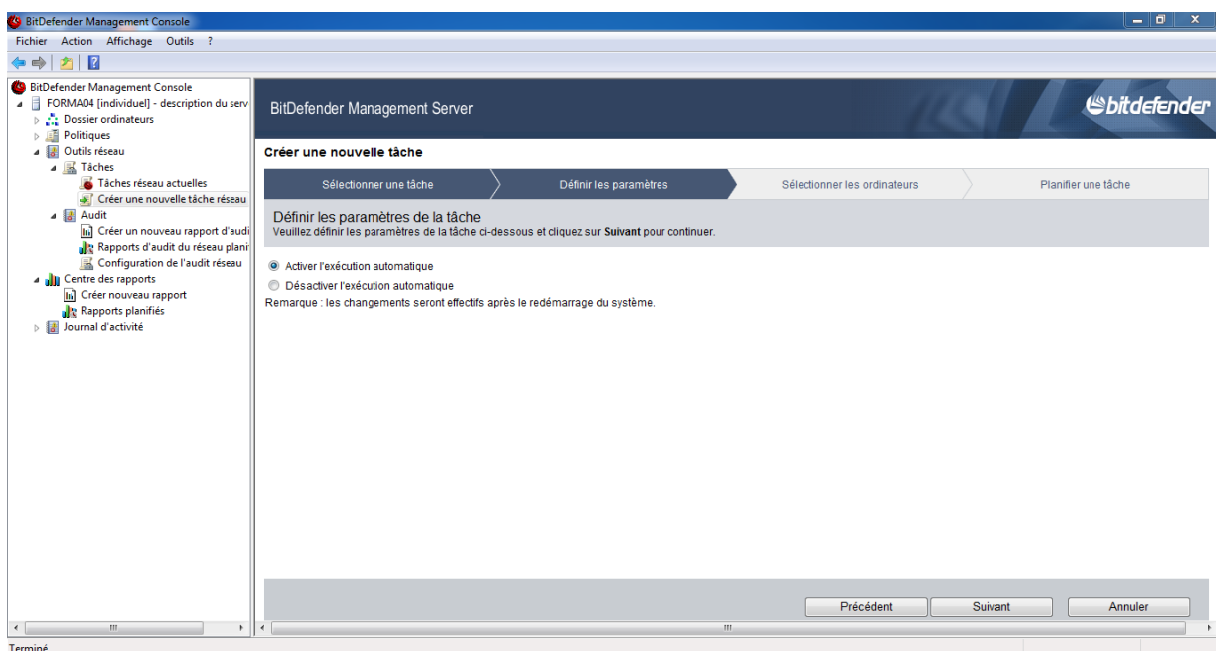 BitDefender Management Console
Fichier Action Affichage Outils ?
BitDefender Management Console
FORMA04 [individuel] - description du serv
Dossier ordinateurs
Politiques
Outils réseau
Tâches
Tâches réseau actuelles
Créer une nouvelle tâche réseau
Audit
Créer un nouveau rapport d'audi
Rapports d'audit du réseau plani
Configuration de l'audit réseau
Centre des rapports
Créer nouveau rapport
Rapports planifiés
Journal d'activité
BitDefender Management Server
bitdefender
Créer une nouvelle tâche
Sélectionner une tâche
Définir les paramètres
Sélectionner les ordinateurs
Planifier une tâche
Définir les paramètres de la tâche
Veuillez définir les paramètres de la tâche ci-dessous et cliquez sur Suivant pour continuer.
Activer l'exécution automatique
Désactiver l'exécution automatique
Remarque : les changements seront effectifs après le redémarrage du système.
Précédent
Suivant
Annuler
Terminé